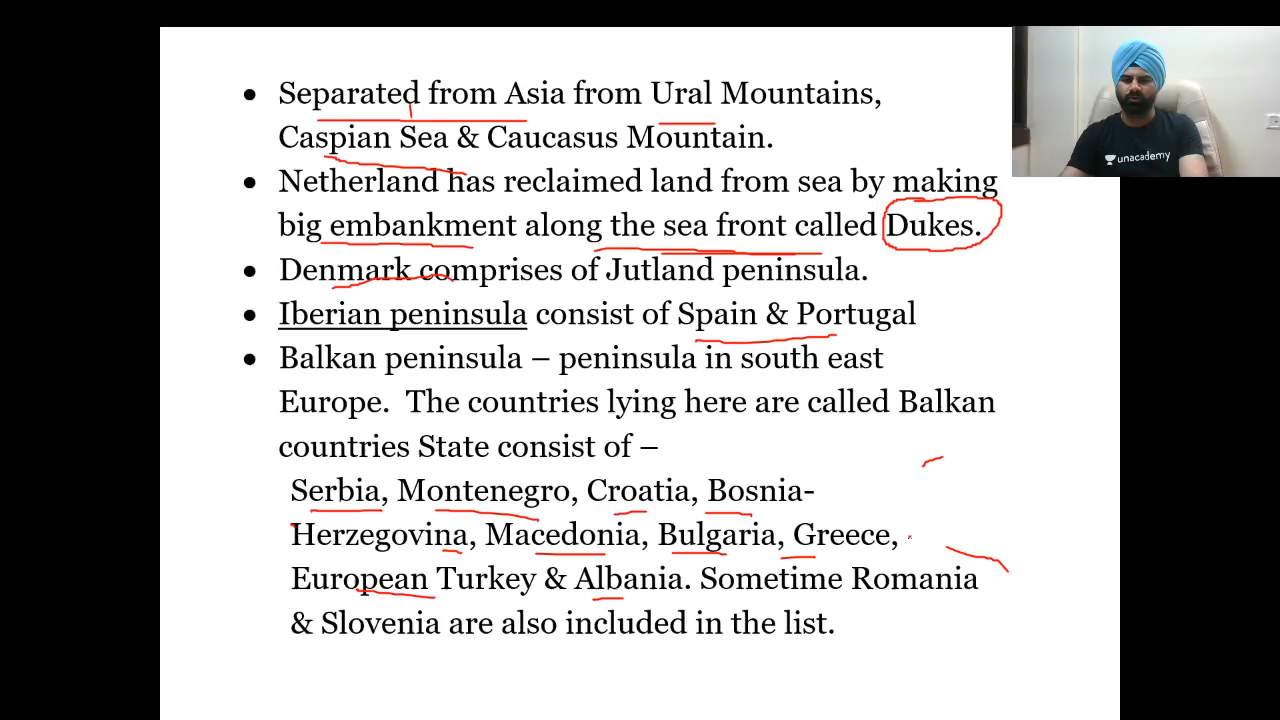 • Separated from Asia from Ural Mountains,
Caspian Sea & Caucasus Mountain.
• Netherland has reclaimed land from sea by making
big embankment along the sea front called Dukes.
• Denmark comprises of Jutland peninsula.
• Iberian peninsula consist of Spain & Portugal
• Balkan peninsula – peninsula in south east
Europe.  The countries lying here are called Balkan
countries State consist of –
Serbia, Montenegro, Croatia, Bosnia-
Herzegovina, Macedonia, Bulgaria, Greece,
European Turkey & Albania. Sometime Romania
& Slovenia are also included in the list.
unacademy